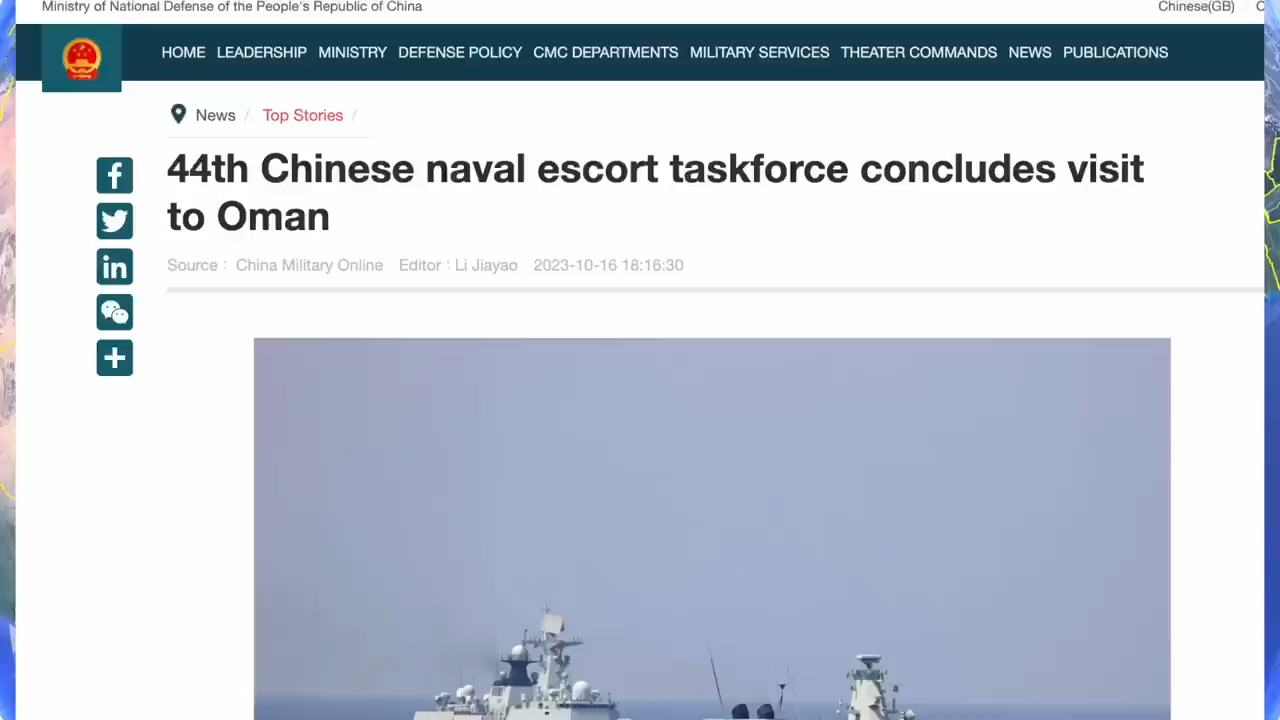 Ministry of National Defense of the People's Republic of China
Chinese(GB)
HOME LEADERSHIP MINISTRY DEFENSE POLICY CMC DEPARTMENTS MILITARY SERVICES THEATER COMMANDS NEWS PUBLICATIONS
News / Top Stories /
44th Chinese naval escort taskforce concludes visit
to Oman
Source : China Military Online Editor : Li Jiayao 2023-10-16 18:16:30